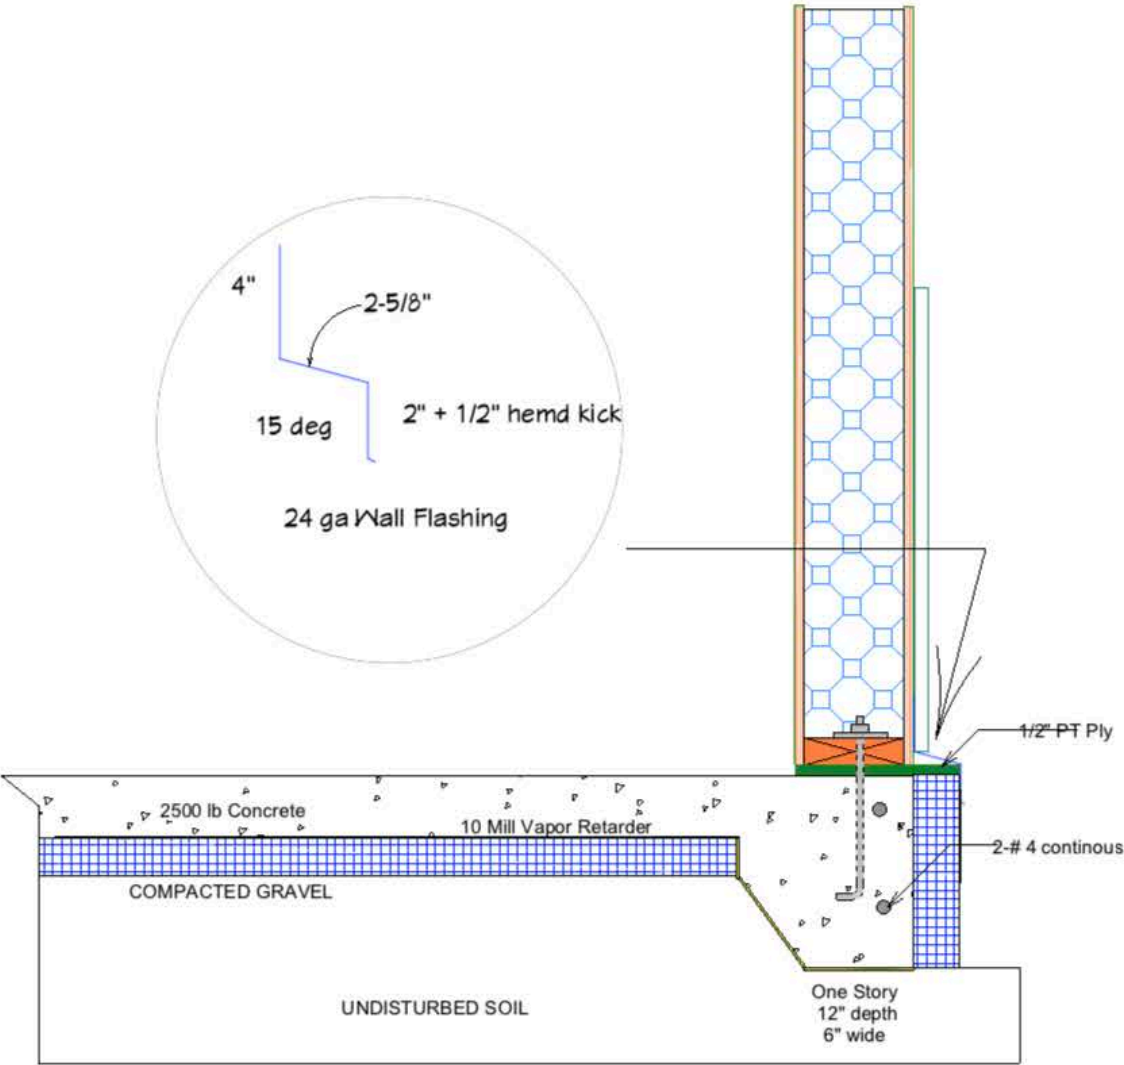 4"
2-5/8"
15 deg
2" + 1/2" hemd kick
24 ga Wall Flashing
1/2" PT Ply
2500 lb Concrete
10 Mill Vapor Retarder
2-# 4 continous
COMPACTED GRAVEL
UNDISTURBED SOIL
One Story
12" depth
6" wide